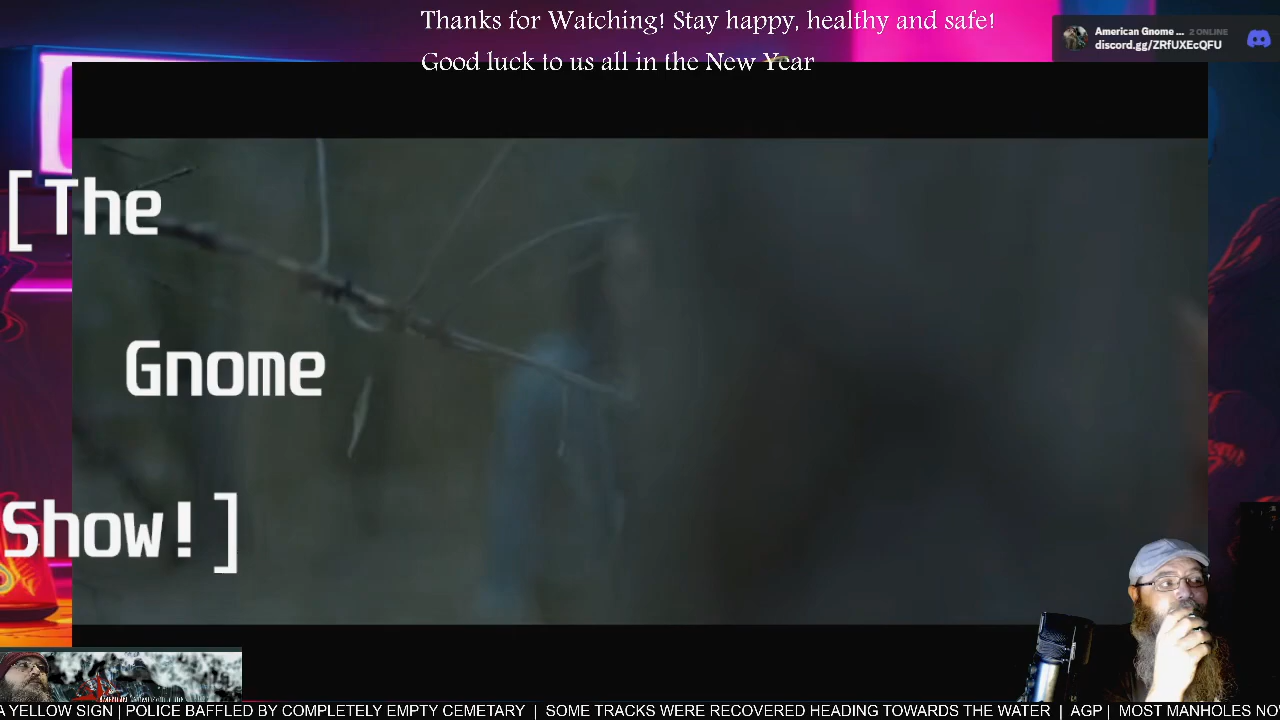 Thanks for Watching! Stay happy, healthy and safe!
Good luck to us all in the New Year
American Gnome ... 2 ONLINE
discord.gg/ZRfUXEcQFU
[The
Gnome
Show!]
A YELLOW SIGN | POLICE BAFFLED BY COMPLETELY EMPTY CEMETARY | SOME TRACKS WERE RECOVERED HEADING TOWARDS THE WATER | AGP | MOST MANHOLES NO